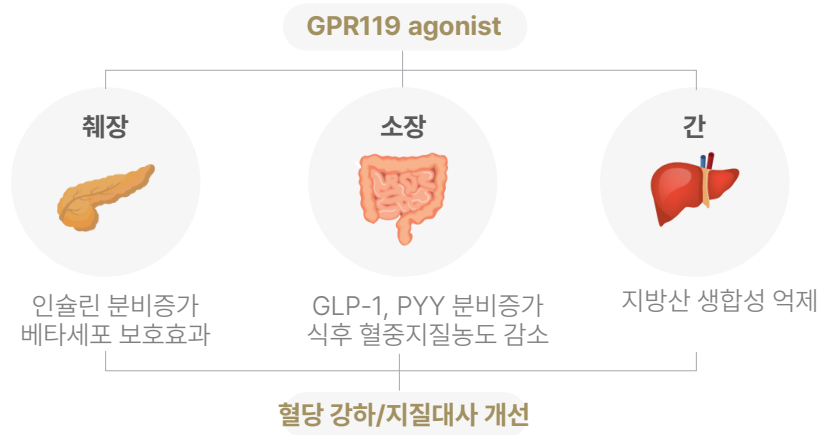 GPR119 agonist
췌장
소장
간
인슐린 분비증가
베타세포 보호효과
GLP-1, PYY 분비증가
식후 혈중지질농도 감소
지방산 생합성 억제
혈당 강하/지질대사 개선